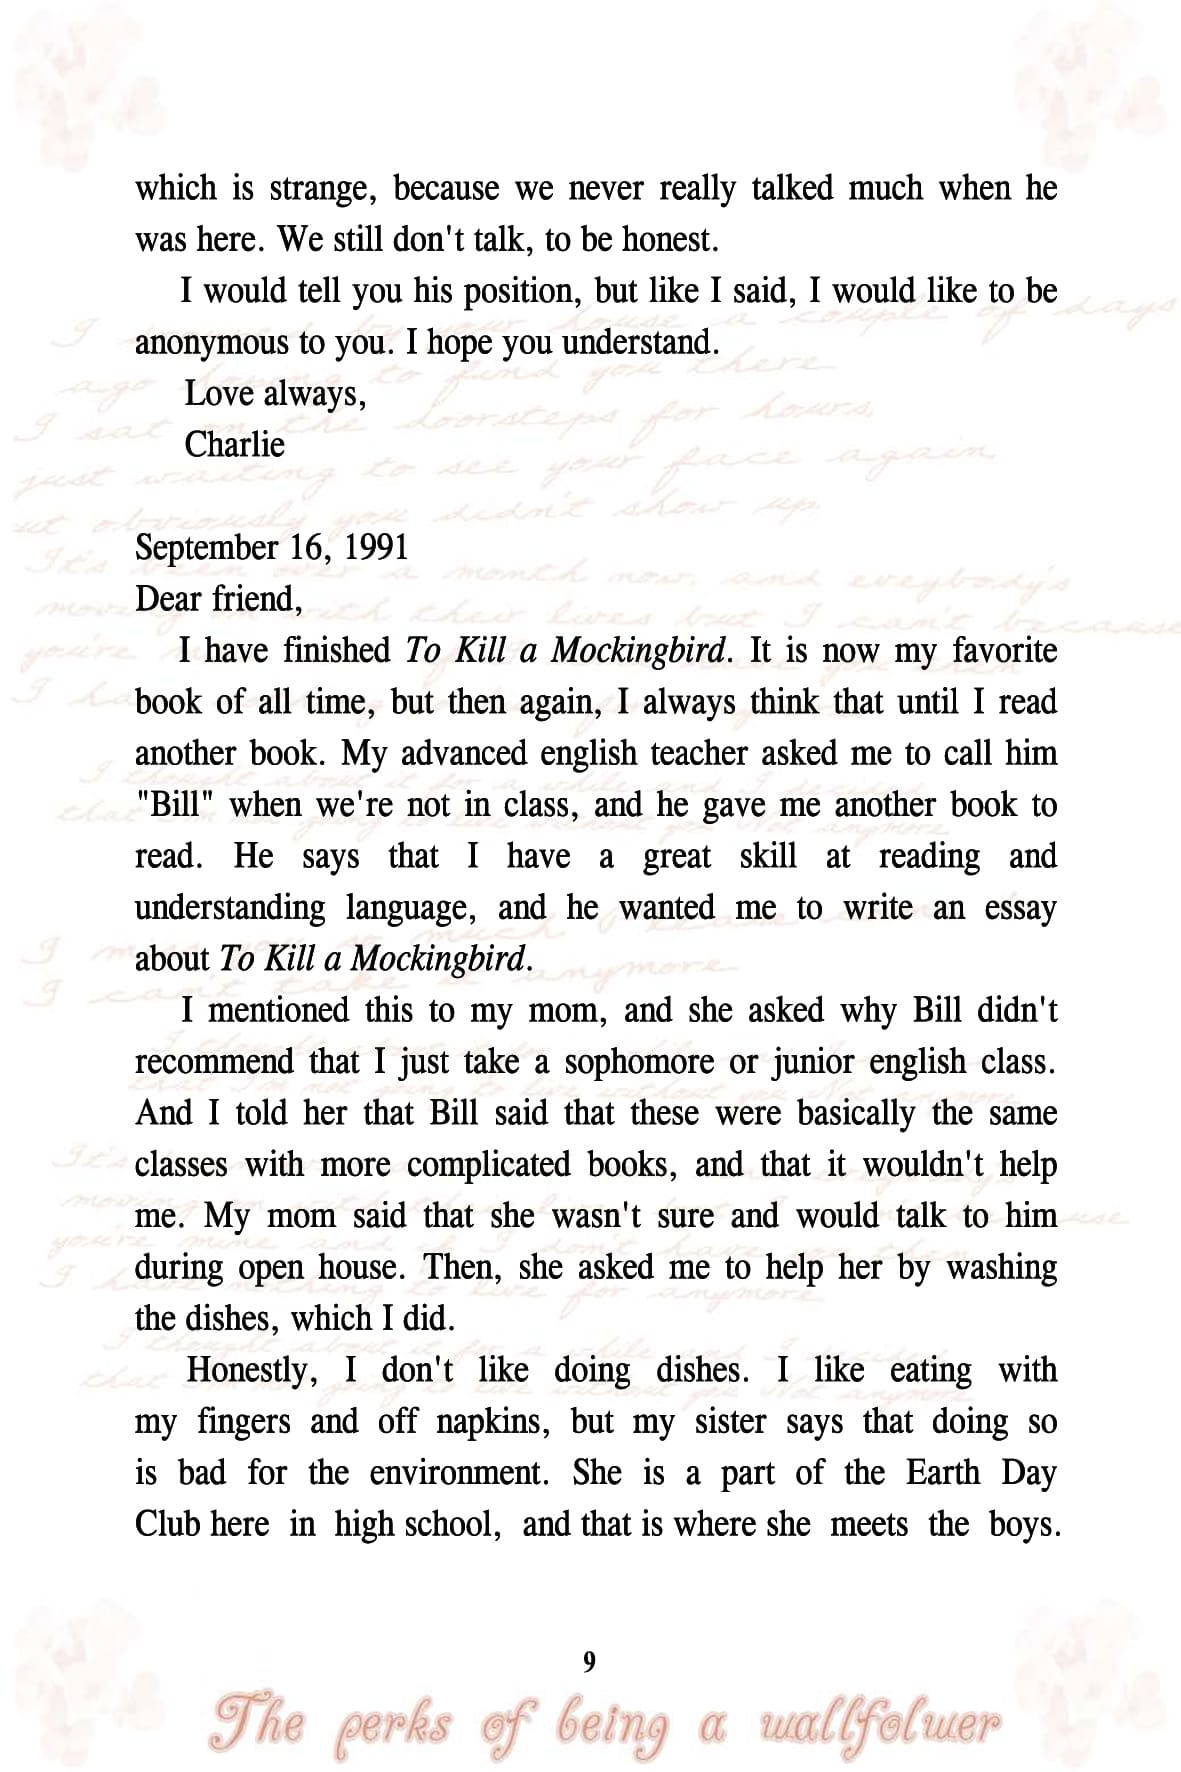 which is strange, because we never really talked much when he
was here. We still don't talk, to be honest.
I would tell you his position, but like I said, I would like to be
anonymous to you. I hope you understand.
Love always,
Charlie
September 16, 1991
Dear friend,
I have finished To Kill a Mockingbird. It is now my favorite
book of all time, but then again, I always think that until I read
another book. My advanced english teacher asked me to call him
"Bill" when we're not in class, and he gave me another book to
read. He says that I have a great skill at reading and
understanding language, and he wanted me to write an essay
about To Kill a Mockingbird.
I mentioned this to my mom, and she asked why Bill didn't
recommend that I just take a sophomore or junior english class.
And I told her that Bill said that these were basically the same
classes with more complicated books, and that it wouldn't help
me. My mom said that she wasn't sure and would talk to him
during open house. Then, she asked me to help her by washing
the dishes, which I did.
Honestly, I don't like doing dishes. I like eating with
my fingers and off napkins, but my sister says that doing so
is bad for the environment. She is a part of the Earth Day
Club here in high school, and that is where she meets the boys.
9
The perks of being a wallfolwer